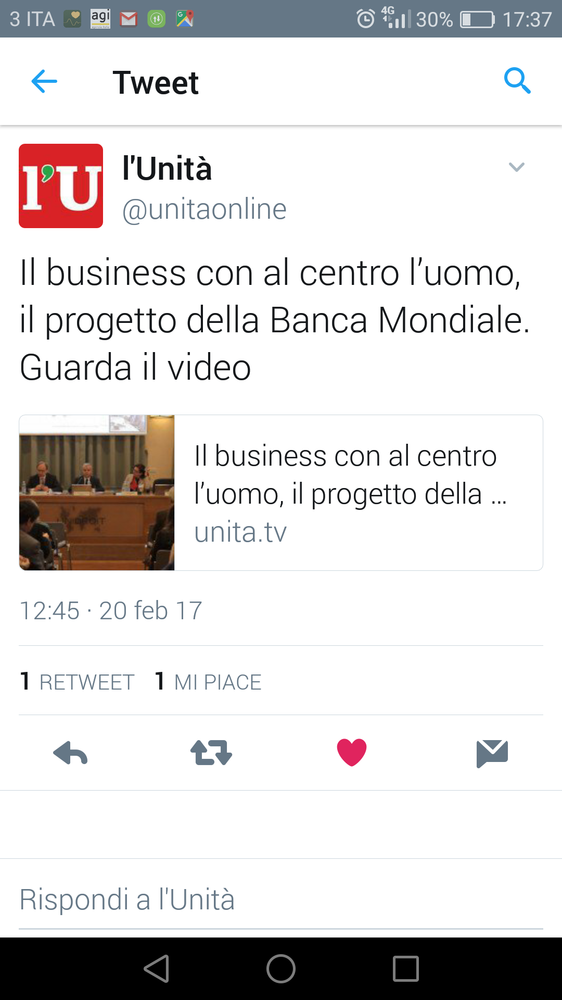 3 ITA agi 4G 30% 17:37
Tweet
l'U l'Unità
@unitaonline
Il business con al centro l’uomo,
il progetto della Banca Mondiale.
Guarda il video
Il business con al centro
l’uomo, il progetto della ...
unita.tv
UNIDROIT
12:45 · 20 feb 17
1 RETWEET 1 MI PIACE
Rispondi a l'Unità